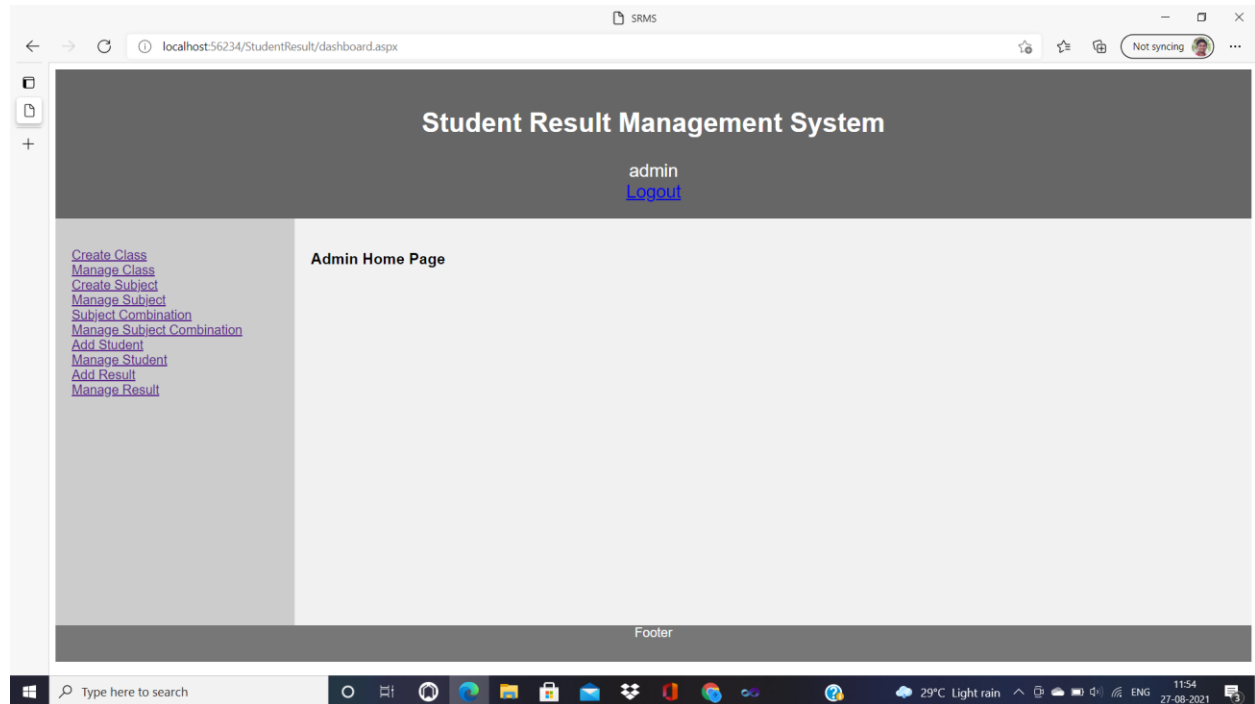 SRMS
localhost:56234/StudentResult/dashboard.aspx
Not syncing
Student Result Management System
admin
Logout
Create Class
Manage Class
Create Subject
Manage Subject
Subject Combination
Manage Subject Combination
Add Student
Manage Student
Add Result
Manage Result
Admin Home Page
Footer
Type here to search
29°C Light rain
ENG
11:54
27-08-2021
3